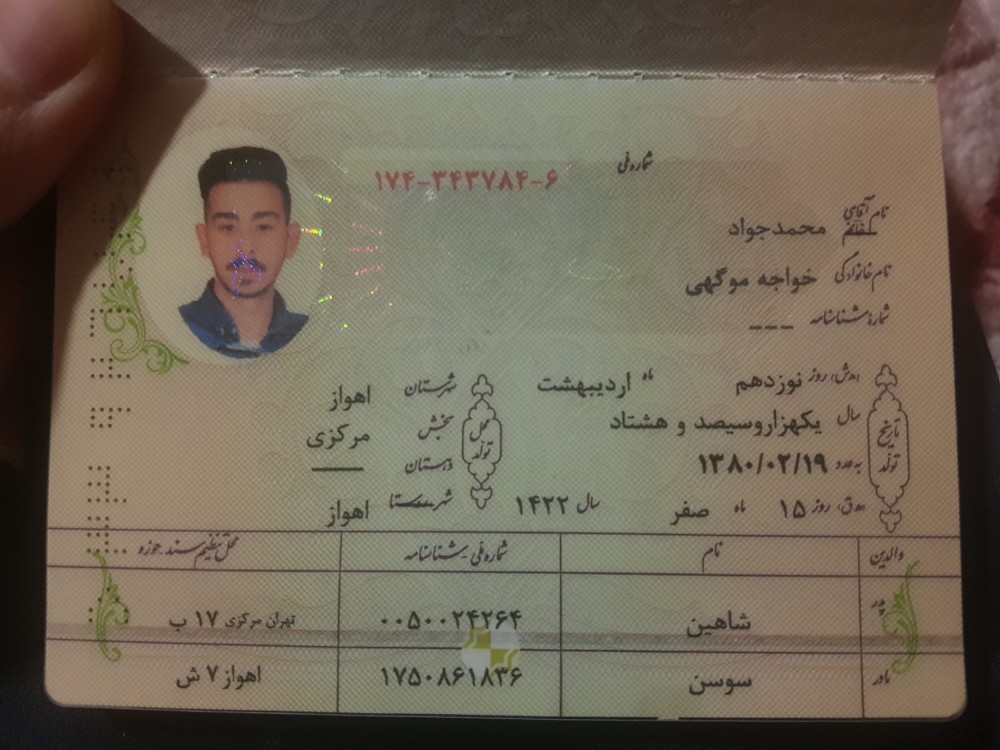 شماره ملی ۱۷۴-۳۴۳۷۸۴-۶
نام آقای خانم محمدجواد
نام خانوادگی خواجه موگهی
شماره شناسنامه ---
تاریخ تولد
(ه.ش) روز نوزدهم ماه اردیبهشت
سال یکهزاروسیصد و هشتاد
به عدد ۱۳۸۰/۰۲/۱۹
(ه.ق) روز ۱۵ ماه صفر سال ۱۴۲۲
محل تولد
شهرستان اهواز
بخش مرکزی
دهستان ---
شهر روستا اهواز
والدین نام شماره ملی - شناسنامه محل تنظیم سند حوزه
پدر شاهین ۰۰۵۰۰۲۴۲۶۴ تهران مرکزی ۱۷ ب
مادر سوسن ۱۷۵۰۸۶۱۸۳۶ اهواز ۷ ش